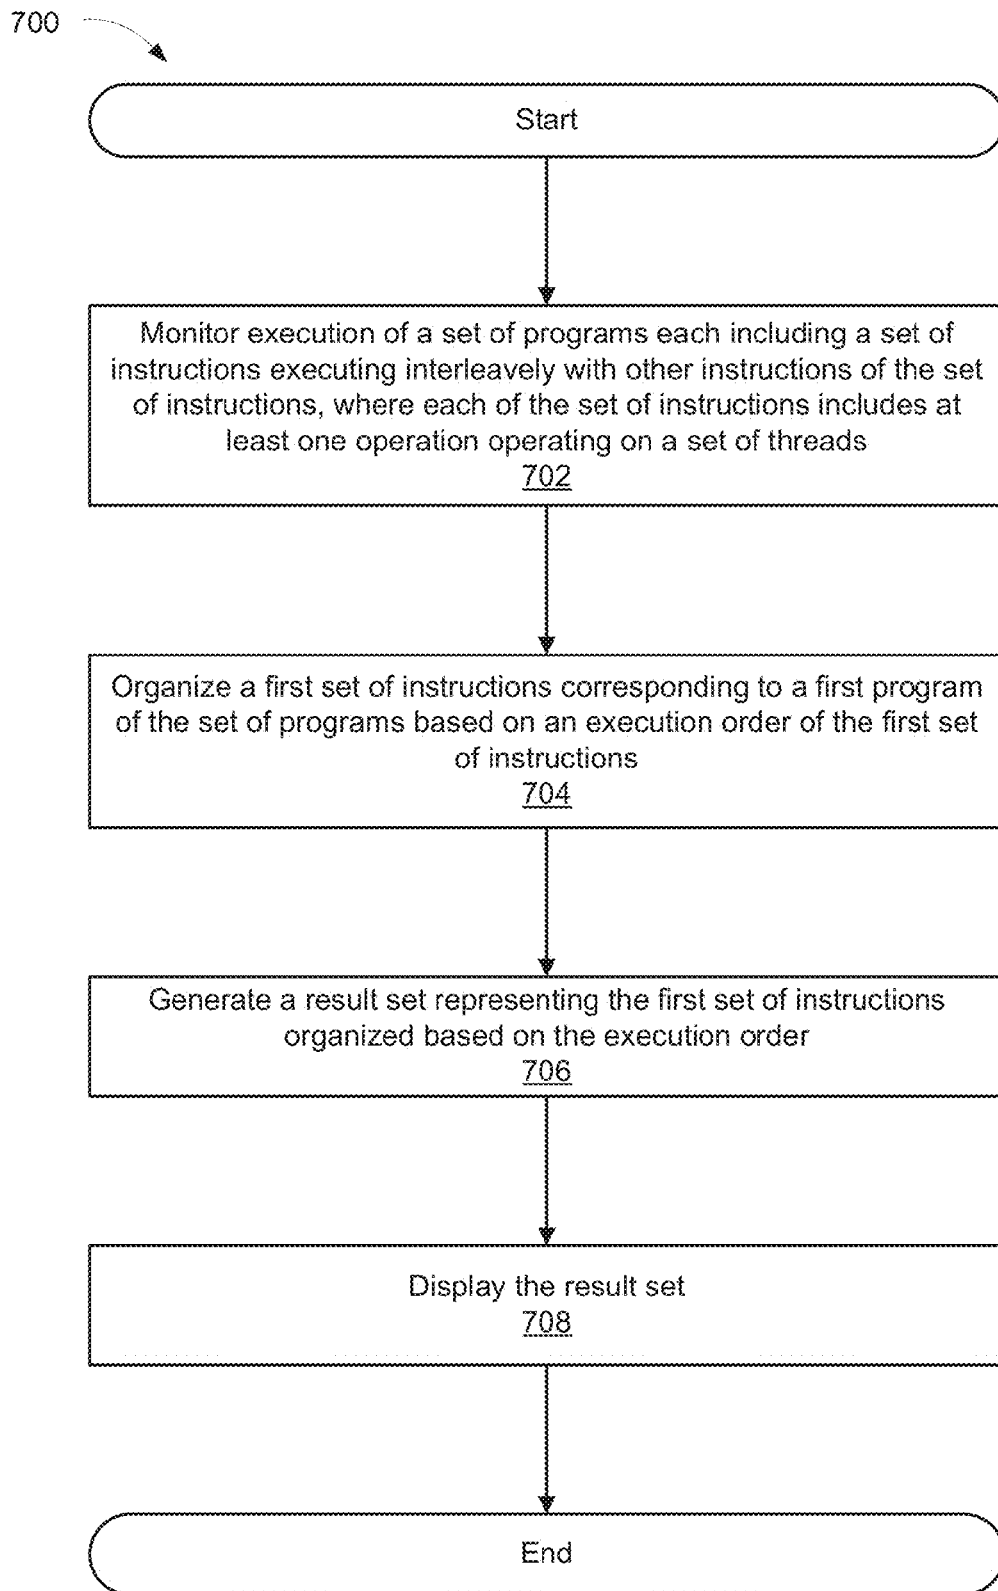 700
Start
Monitor execution of a set of programs each including a set of
instructions executing interleavely with other instructions of the set
of instructions, where each of the set of instructions includes at
least one operation operating on a set of threads
702
Organize a first set of instructions corresponding to a first program
of the set of programs based on an execution order of the first set
of instructions
704
Generate a result set representing the first set of instructions
organized based on the execution order
706
Display the result set
708
End